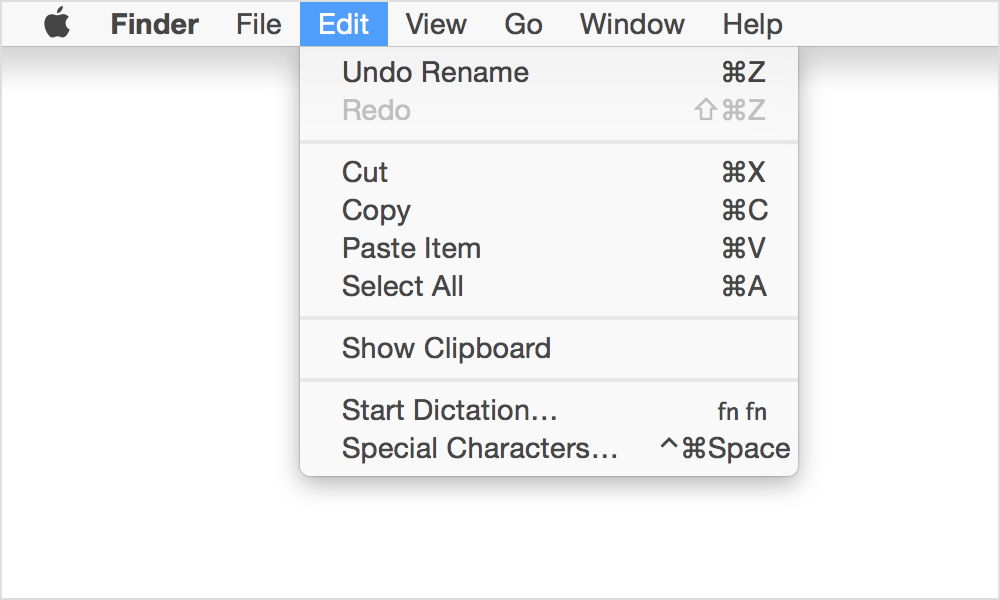 Finder File Edit View Go Window Help
Undo Rename ⌘Z
Redo ⇧⌘Z
Cut ⌘X
Copy ⌘C
Paste Item ⌘V
Select All ⌘A
Show Clipboard
Start Dictation… fn fn
Special Characters… ^⌘Space